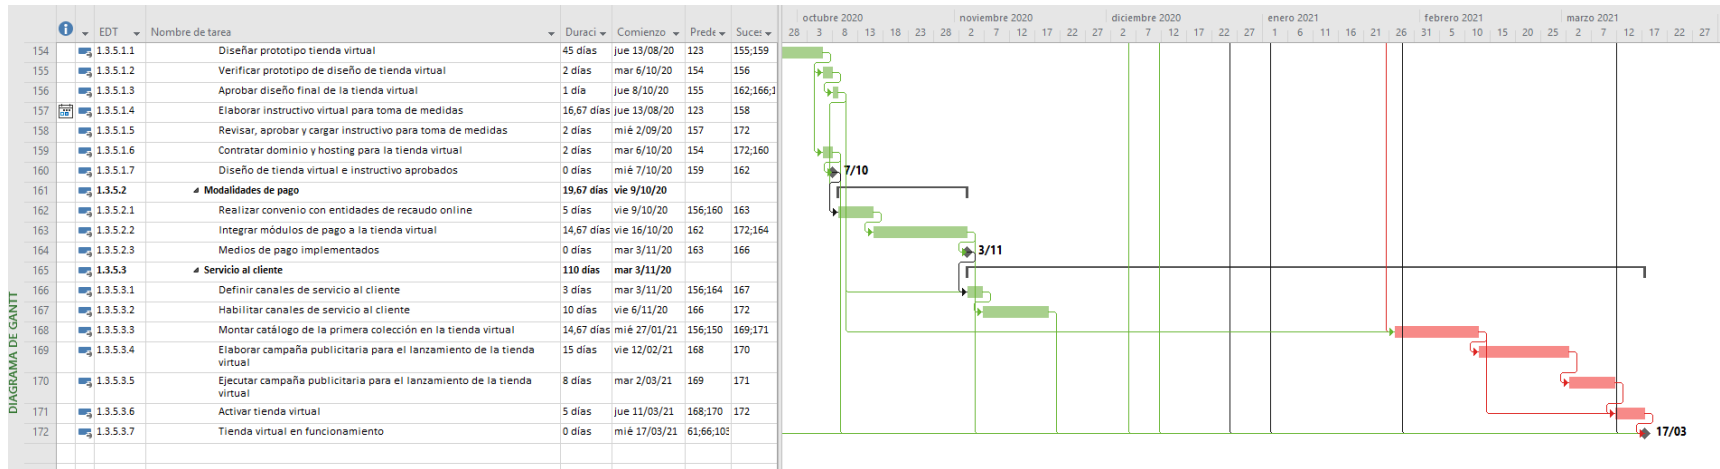 octubre 2020 noviembre 2020 diciembre 2020 enero 2021 febrero 2021 marzo 2021
EDT Nombre de tarea Duraci Comienzo Prede Suces 28 3 8 13 18 23 28 2 7 12 17 22 27 2 7 12 17 22 27 1 6 11 16 21 26 31 5 10 15 20 25 2 7 12 17 22 27
154 1.3.5.1.1 Diseñar prototipo tienda virtual 45 días jue 13/08/20 123 155;159
155 1.3.5.1.2 Verificar prototipo de diseño de tienda virtual 2 días mar 6/10/20 154 156
156 1.3.5.1.3 Aprobar diseño final de la tienda virtual 1 día jue 8/10/20 155 162;166;1
157 1.3.5.1.4 Elaborar instructivo virtual para toma de medidas 16,67 días jue 13/08/20 123 158
158 1.3.5.1.5 Revisar, aprobar y cargar instructivo para toma de medidas 2 días mié 2/09/20 157 172
159 1.3.5.1.6 Contratar dominio y hosting para la tienda virtual 2 días mar 6/10/20 154 172;160
160 1.3.5.1.7 Diseño de tienda virtual e instructivo aprobados 0 días mié 7/10/20 159 162 7/10
161 1.3.5.2 Modalidades de pago 19,67 días vie 9/10/20
162 1.3.5.2.1 Realizar convenio con entidades de recaudo online 5 días vie 9/10/20 156;160 163
163 1.3.5.2.2 Integrar módulos de pago a la tienda virtual 14,67 días vie 16/10/20 162 172;164
164 1.3.5.2.3 Medios de pago implementados 0 días mar 3/11/20 163 166 3/11
165 1.3.5.3 Servicio al cliente 110 días mar 3/11/20
166 1.3.5.3.1 Definir canales de servicio al cliente 3 días mar 3/11/20 156;164 167
167 1.3.5.3.2 Habilitar canales de servicio al cliente 10 días vie 6/11/20 166 172
168 1.3.5.3.3 Montar catálogo de la primera colección en la tienda virtual 14,67 días mié 27/01/21 156;150 169;171
169 1.3.5.3.4 Elaborar campaña publicitaria para el lanzamiento de la tienda 15 días vie 12/02/21 168 170
virtual
170 1.3.5.3.5 Ejecutar campaña publicitaria para el lanzamiento de la tienda 8 días mar 2/03/21 169 171
virtual
171 1.3.5.3.6 Activar tienda virtual 5 días jue 11/03/21 168;170 172
172 1.3.5.3.7 Tienda virtual en funcionamiento 0 días mié 17/03/21 61;66;103 17/03
DIAGRAMA DE GANTT